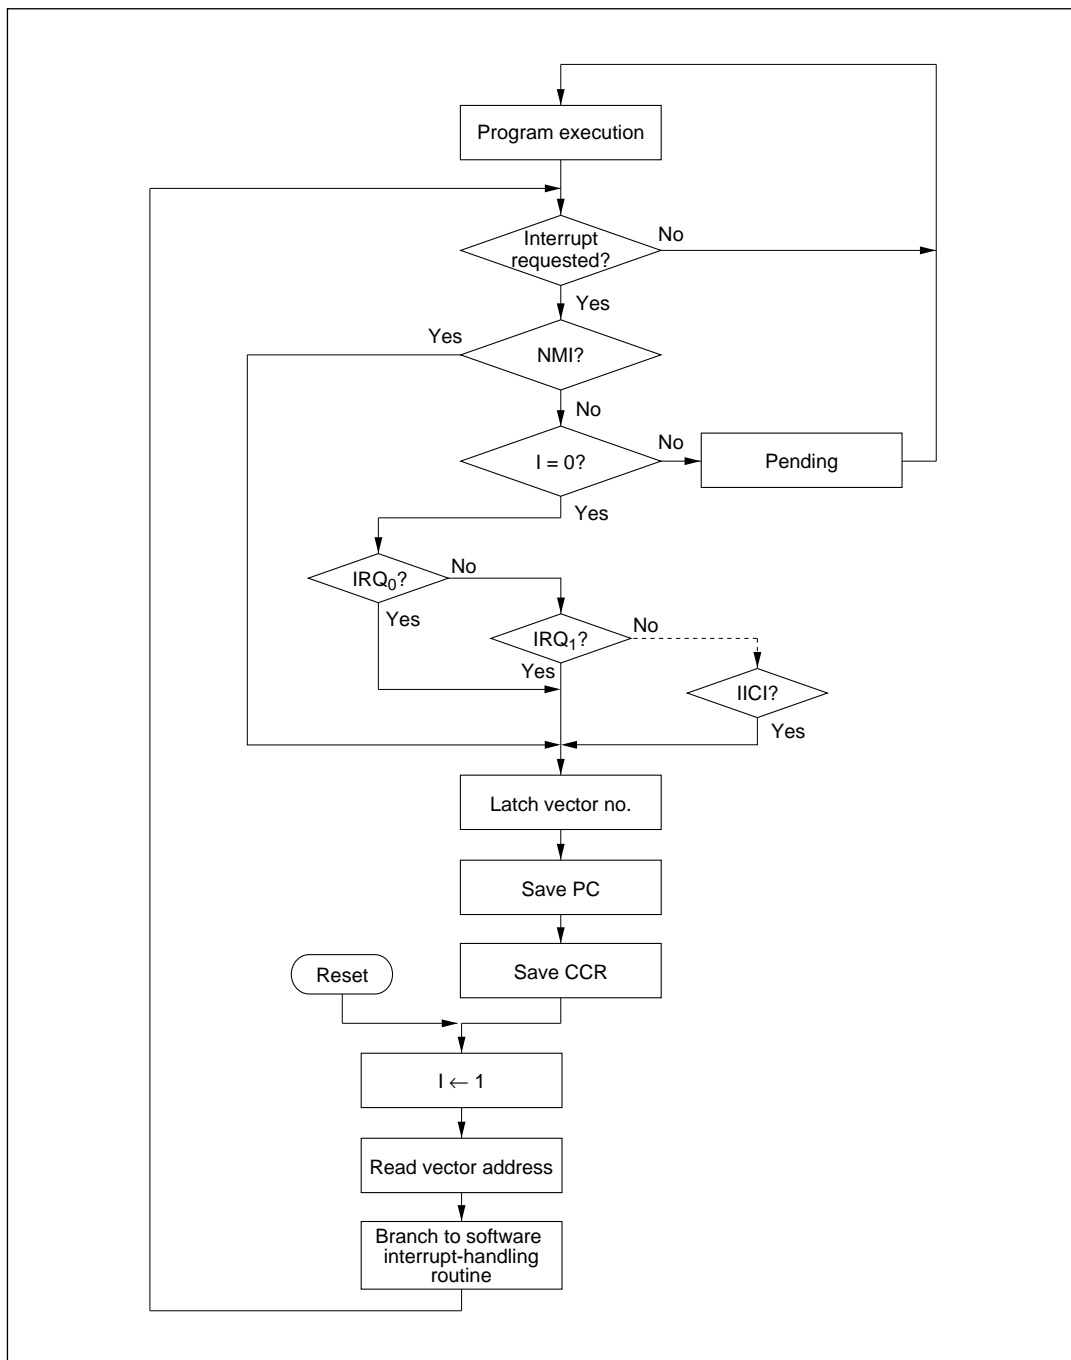 Program execution
Interrupt
requested?
No
Yes
Yes
NMI?
No
I = 0?
No
Pending
Yes
IRQ0?
No
Yes
IRQ1?
No
Yes
IICI?
Yes
Latch vector no.
Save PC
Save CCR
Reset
I ← 1
Read vector address
Branch to software
interrupt-handling
routine